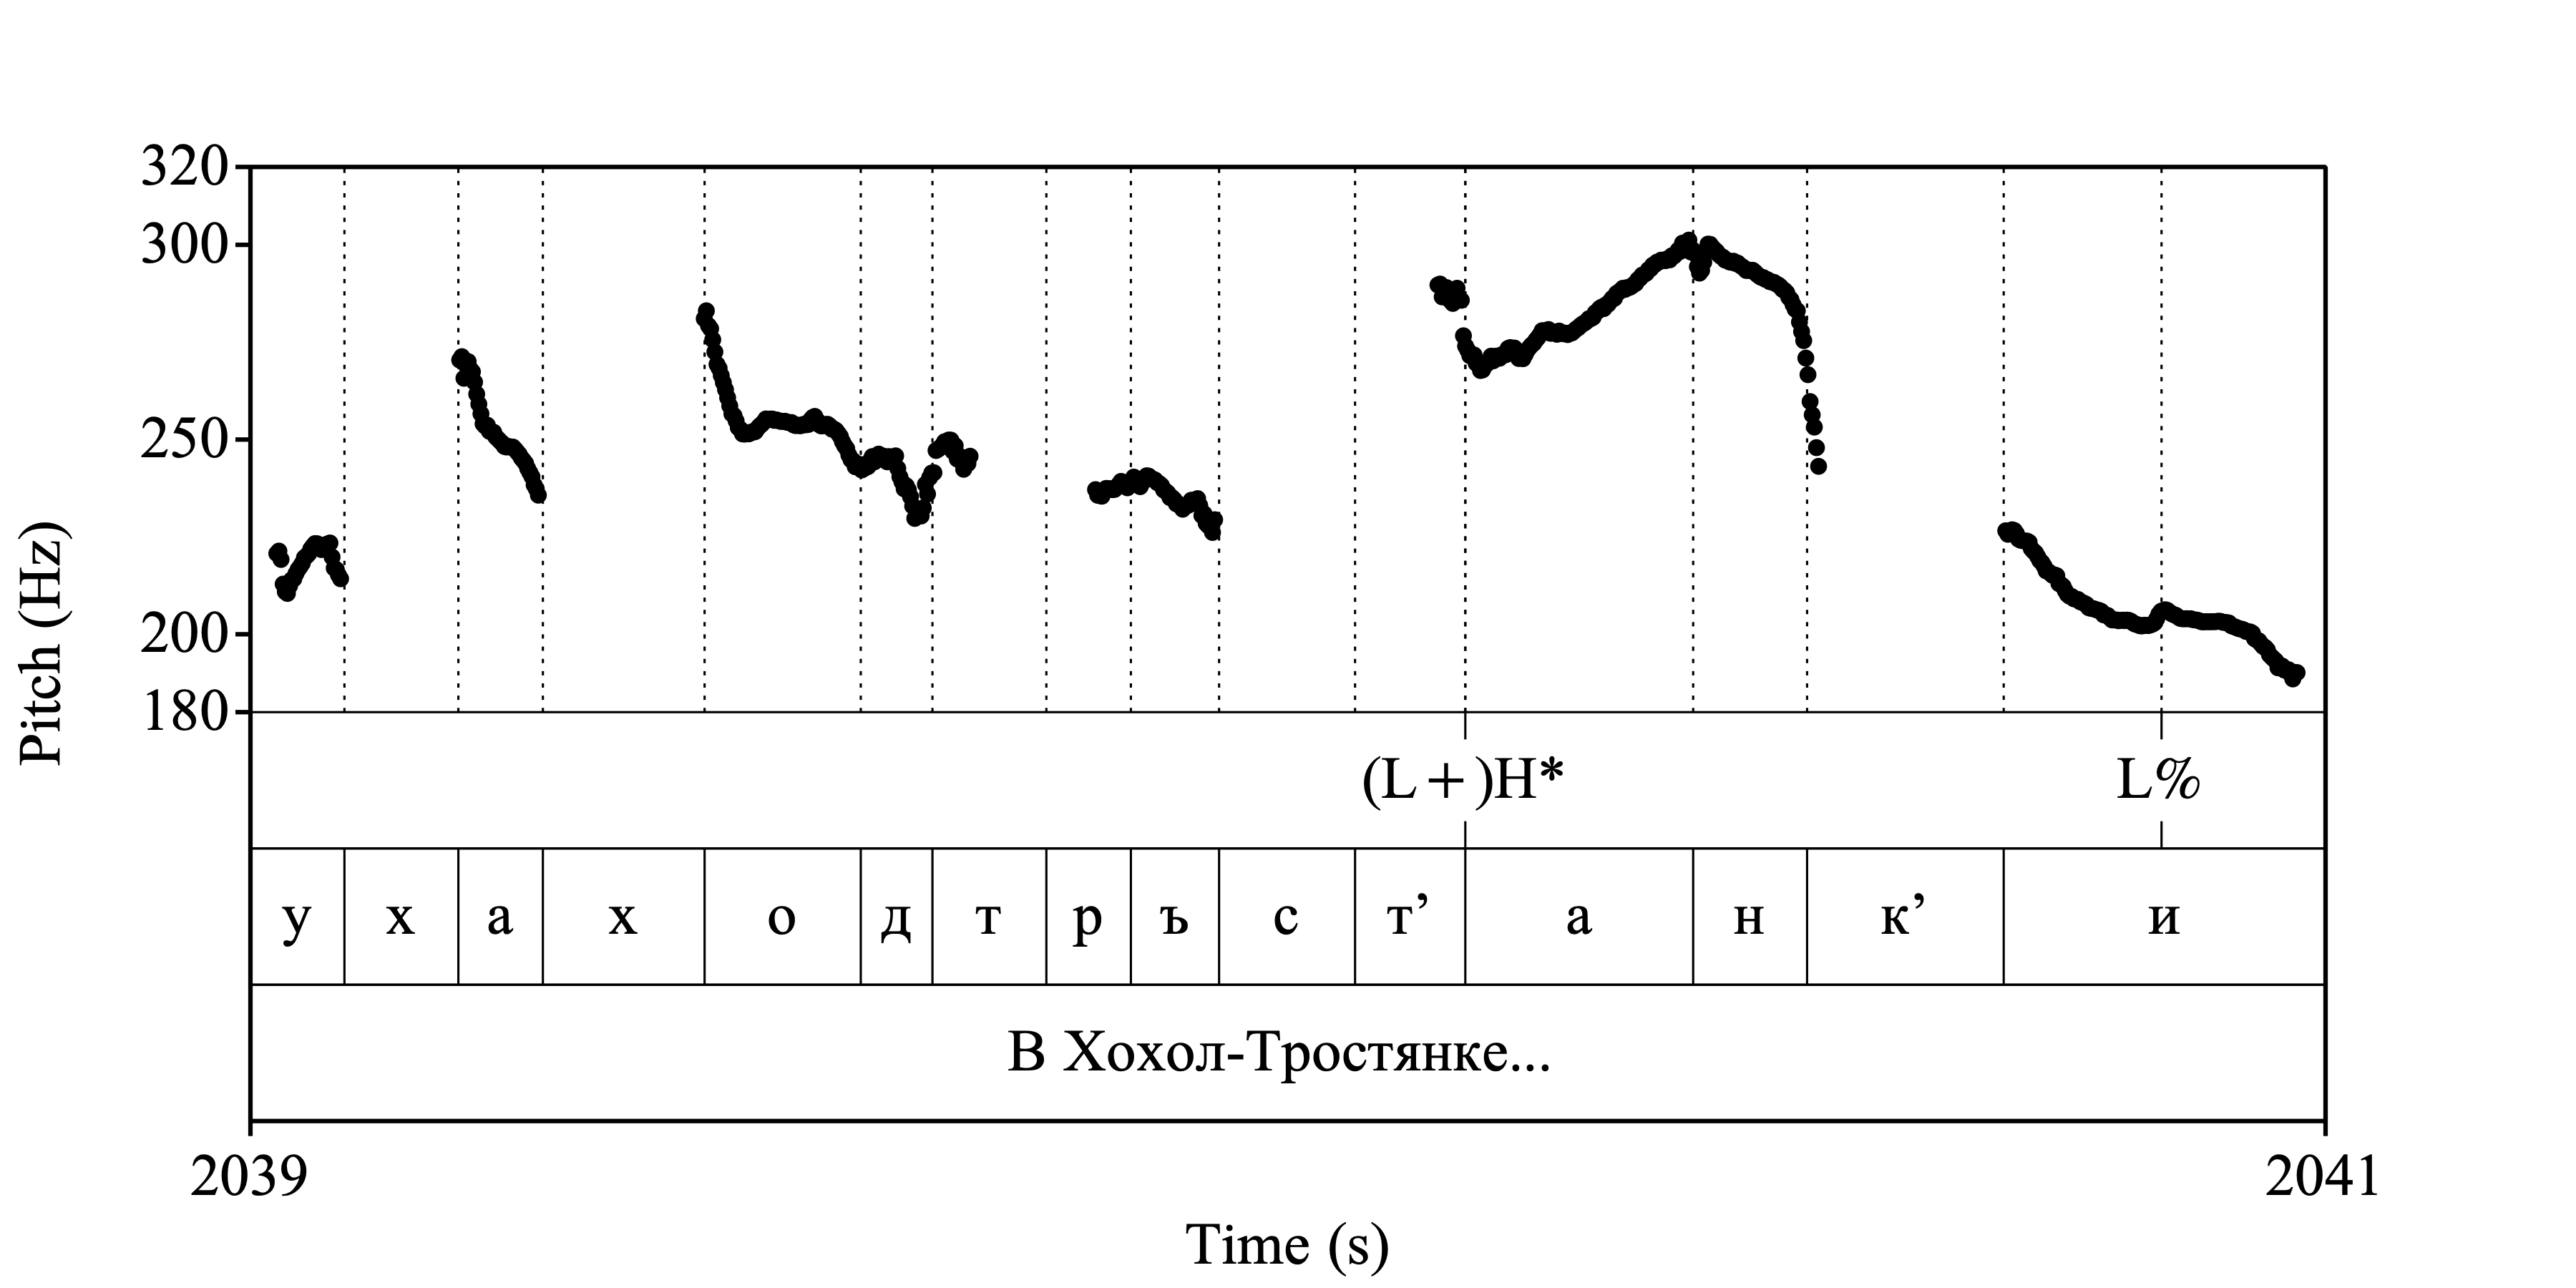 320
300
250
200
180
Pitch (Hz)
(L+)H* L%
у х а х о д т р ъ с т’ а н к’ и
В Хохол-Тростянке...
2039 2041
Time (s)